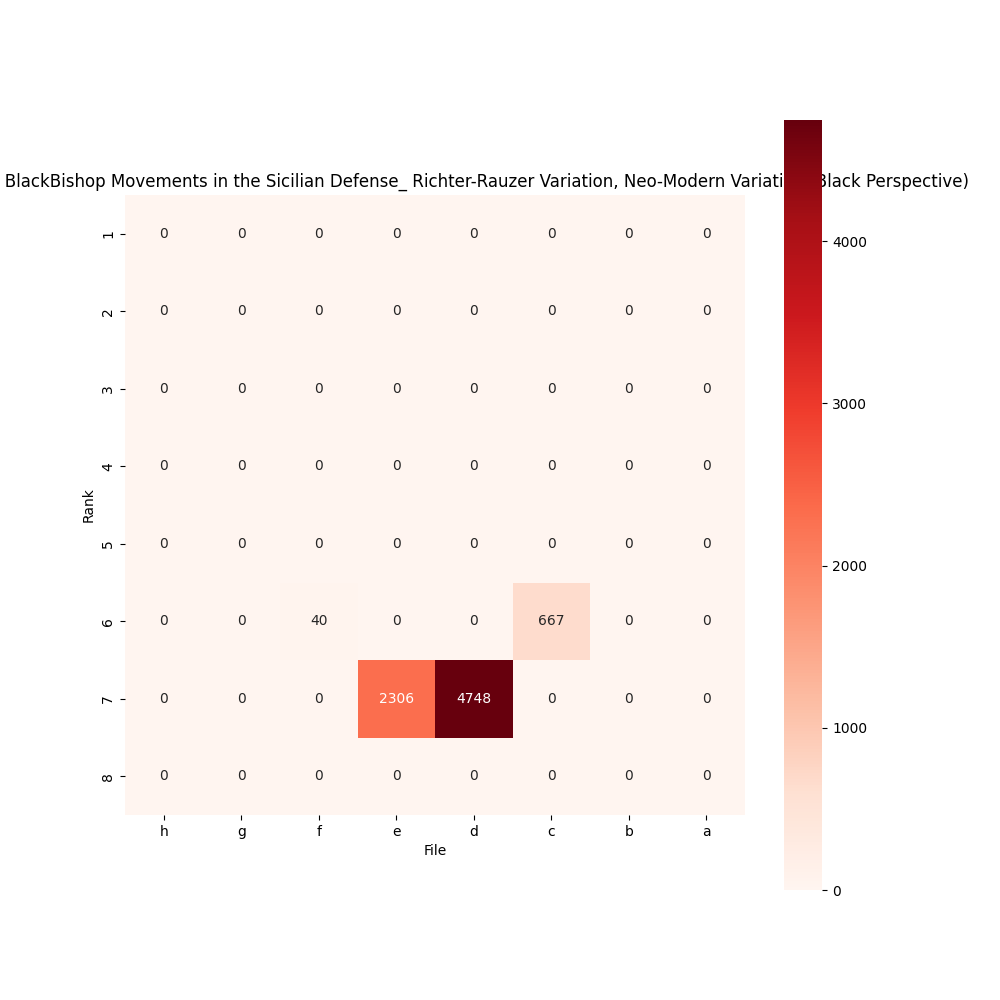 BlackBishop Movements in the Sicilian Defense_ Richter-Rauzer Variation, Neo-Modern Variati Black Perspective)
4000
1 0 0 0 0 0 0 0 0
2 0 0 0 0 0 0 0 0
3 0 0 0 0 0 0 0 0
3000
4 0 0 0 0 0 0 0 0
Rank
5 0 0 0 0 0 0 0 0
2000
6 0 0 40 0 0 667 0 0
7 0 0 0 2306 4748 0 0 0
1000
8 0 0 0 0 0 0 0 0
h g f e d c b a
File
0